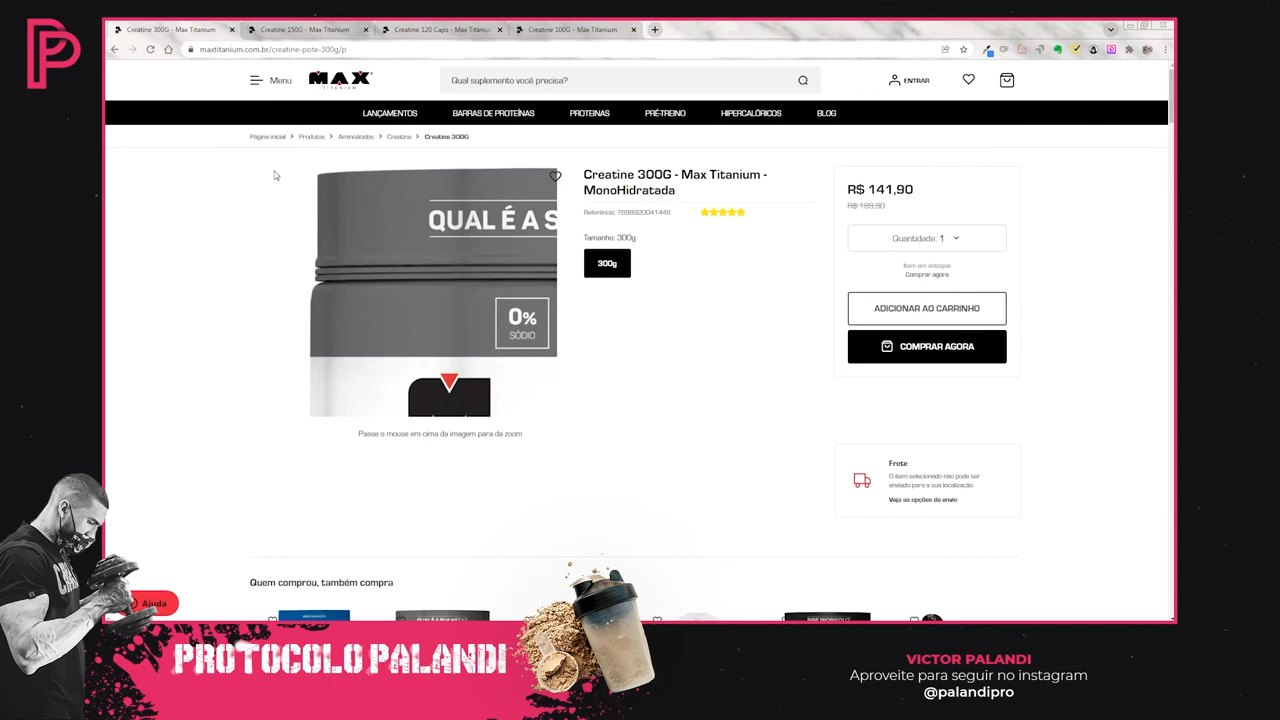 Creatine 300G - Max Titanium
Creatine 150G - Max Titanium
Creatine 120 Caps - Max Titaniu
Creatine 100G - Max Titanium
maxtitanium.com.br/creatine-pote-300g/p
Menu
MAX
TITANIUM
Qual suplemento você precisa?
ENTRAR
LANÇAMENTOS
BARRAS DE PROTEÍNAS
PROTEINAS
PRÉ-TREINO
HIPERCALÓRICOS
BLOG
Página inicial > Produtos > Aminoácidos > Creatina > Creatine 300G
QUAL É A S
0%
SÓDIO
Passe o mouse em cima da imagem para da zoom
Creatine 300G - Max Titanium -
MonoHidratada
Referência: 7898920041448
Tamanho: 300g
300g
R$ 141,90
R$ 189,90
Quantidade: 1
Item em estoque
Comprar agora
ADICIONAR AO CARRINHO
COMPRAR AGORA
Frete
O item selecionado não pode ser
enviado para a sua localização.
Veja as opções de envio
Quem comprou, também compra
Ajuda
PROTOCOLO PALANDI
VICTOR PALANDI
Aproveite para seguir no instagram
@palandipro